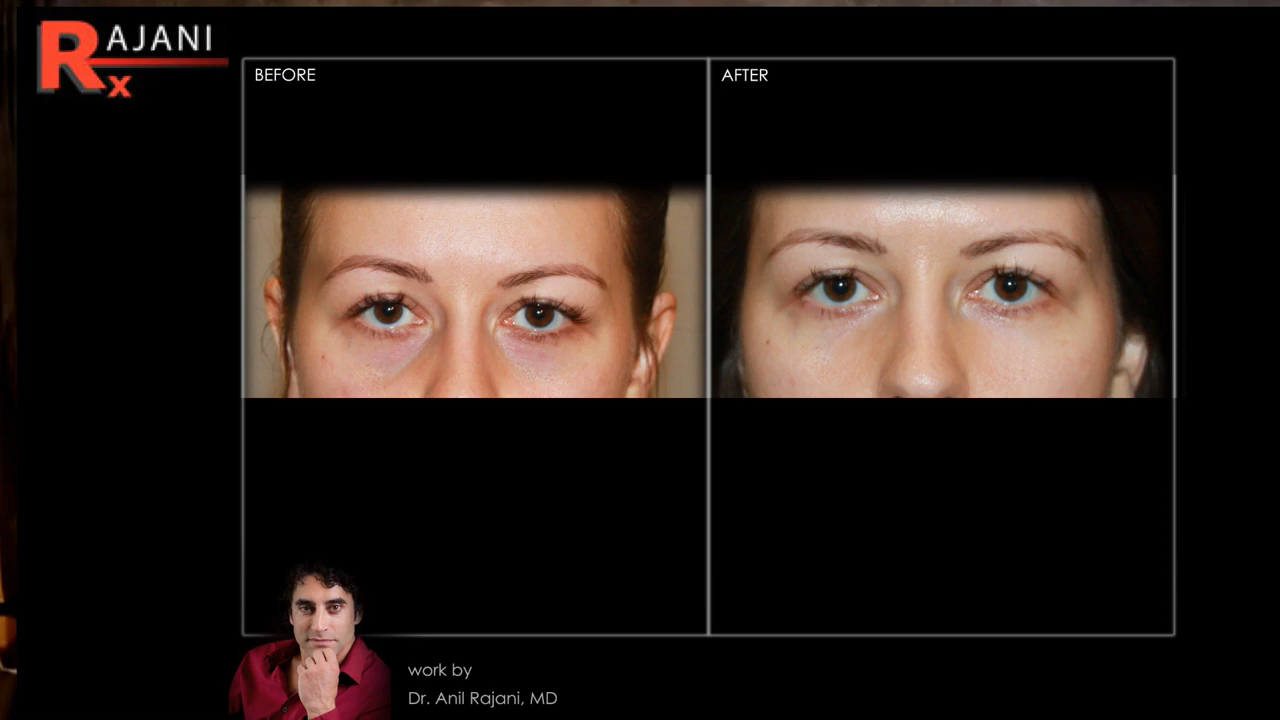 RAJANI
Rx
BEFORE
AFTER
work by
Dr. Anil Rajani, MD